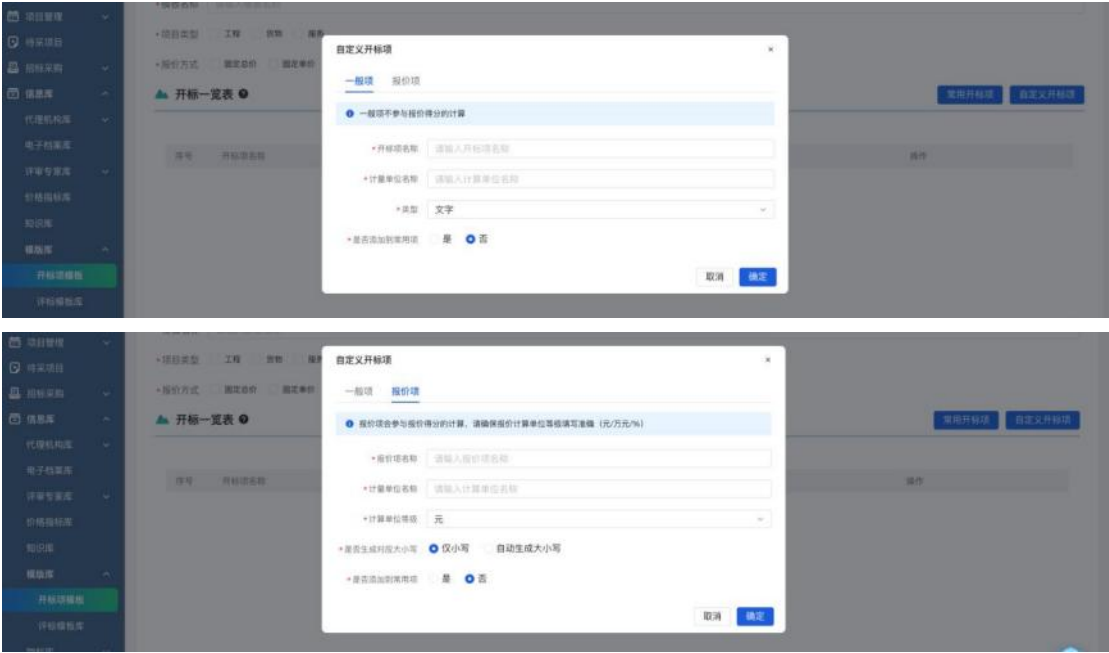 *模板名称 请输入模板名称
项目管理
*项目类型 工程 货物 服务
待采项目
自定义开标项 ×
招标采购
*报价方式 固定总价 固定单价
一般项 报价项
信息库
开标一览表
常用开标项 自定义开标项
一般项不参与报价得分的计算
代理机构库
电子档案库
*开标项名称 请输入开标项名称
序号 开标项名称 操作
评审专家库
*计量单位名称 请输入计量单位名称
价格指标库
*类型 文字
知识库
*是否添加到常用项 是 否
模版库
开标项模板
取消 确定
评标模板库
项目管理
*项目类型 工程 货物 服务
自定义开标项 ×
待采项目
招标采购
*报价方式 固定总价 固定单价
一般项 报价项
信息库
开标一览表
常用开标项 自定义开标项
报价项会参与报价得分的计算,请确保报价计算单位等级填写准确(元/万元/%)
代理机构库
*报价项名称 请输入报价项名称
电子档案库
序号 开标项名称 操作
*计量单位名称 请输入计算单位名称
评审专家库
*计算单位等级 元
价格指标库
知识库
*是否生成对应大小写 仅小写 自动生成大小写
模版库
*是否添加到常用项 是 否
开标项模板
取消 确定
评标模板库